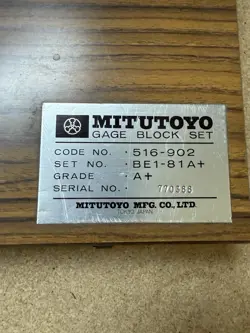 MITUTOYO
GAGE BLOCK SET
CODE NO. : 516-902
SET NO. : BE1-81A+
GRADE : A+
SERIAL NO. : 770388
MITUTOYO MFG. CO., LTD.
TOKYO JAPAN